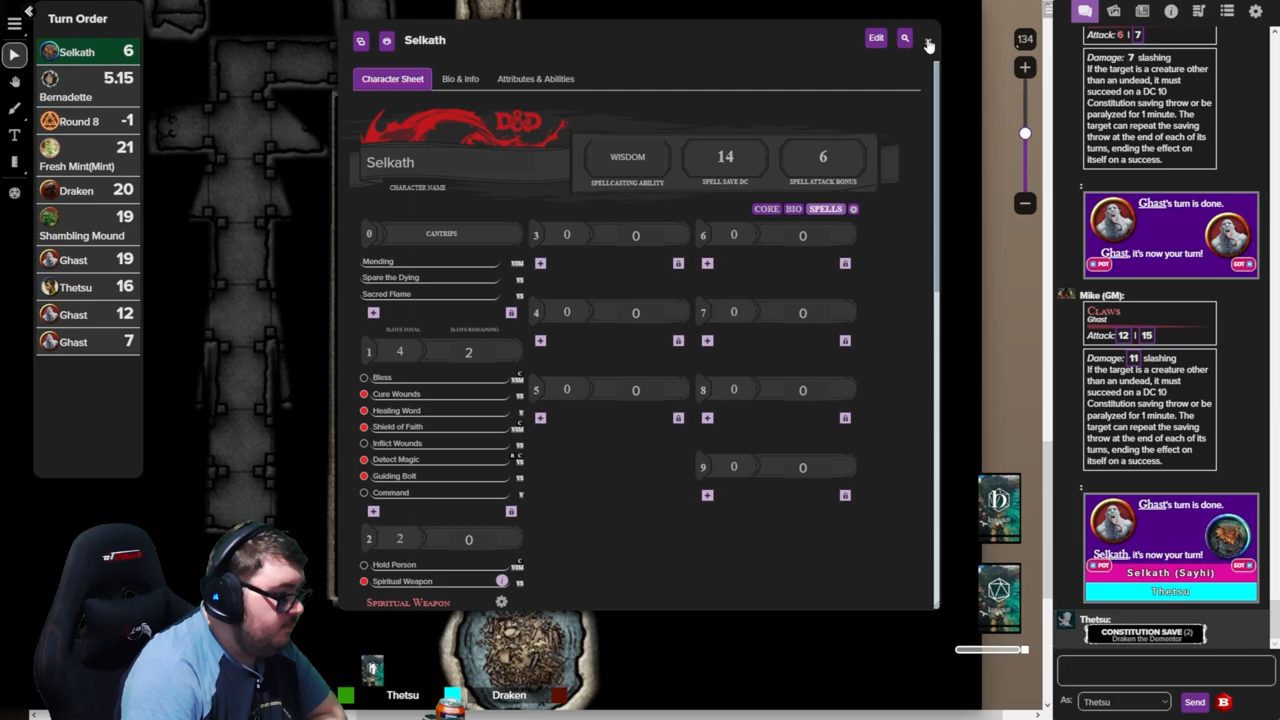 Turn Order
Selkath 6
5.15
Bernadette
Round 8 -1
21
Fresh Mint(Mint)
Draken 20
19
Shambling Mound
Ghast 19
Thetsu 16
Ghast 12
Ghast 7
Selkath
Edit
Character Sheet Bio & Info Attributes & Abilities
D&D
Selkath
CHARACTER NAME
WISDOM 14 6
SPELLCASTING ABILITY SPELL SAVE DC SPELL ATTACK BONUS
CORE BIO SPELLS
0 CANTRIPS
Mending
Spare the Dying
Sacred Flame
SLOTS TOTAL SLOTS REMAINING
1 4 2
Bless
Cure Wounds
Healing Word
Shield of Faith
Inflict Wounds
Detect Magic
Guiding Bolt
Command
2 2 0
Hold Person
Spiritual Weapon
SPIRITUAL WEAPON
3 0 0
4 0 0
5 0 0
6 0 0
7 0 0
8 0 0
9 0 0
134
Thetsu
Draken
Attack: 6 | 7
Damage: 7 slashing
If the target is a creature other
than an undead, it must
succeed on a DC 10
Constitution saving throw or be
paralyzed for 1 minute. The
target can repeat the saving
throw at the end of each of its
turns, ending the effect on
itself on a success.
:
Ghast's turn is done.
Ghast, it's now your turn!
POT EOT
Mike (GM):
CLAWS
Ghast
Attack: 12 | 15
Damage: 11 slashing
If the target is a creature other
than an undead, it must
succeed on a DC 10
Constitution saving throw or be
paralyzed for 1 minute. The
target can repeat the saving
throw at the end of each of its
turns, ending the effect on
itself on a success.
:
Ghast's turn is done.
Selkath, it's now your turn!
POT EOT
Selkath (Sayhi)
Thetsu
Thetsu:
CONSTITUTION SAVE (2)
Draken the Dementor
As: Thetsu Send